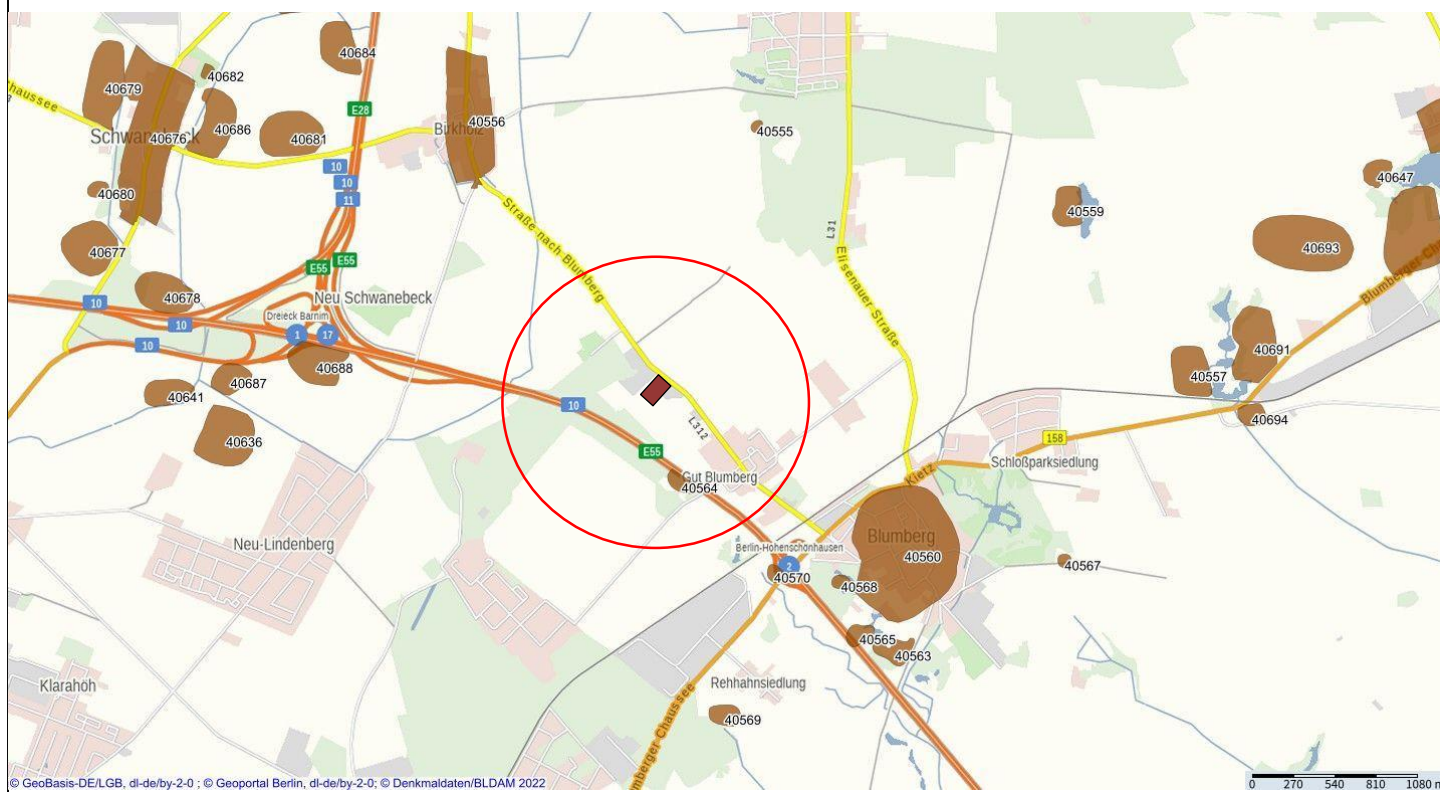 40684
40682
40679
E28
haussee
40556
40686
Schwanebeck
40676
40681
Birkholz
40555
10
10
11
40680
40647
40559
Straße nach Blumberg
L31
40677
40693
E55
E55
Elisenauer Straße
40678
Neu Schwanebeck
10
Blumberger Ch
Dreieck Barnim
10
1
17
10
40691
40688
40557
40687
40641
10
40694
L312
40636
158
E55
Schloßparksiedlung
Gut Blumberg
Kietz
40564
Blumberg
Neu-Lindenberg
Berlin-Hohenschönhausen
40560
2
40567
40570
40568
40565
40563
Klarahöh
Rehhahnsiedlung
40569
mberger Chaussee
© GeoBasis-DE/LGB, dl-de/by-2-0 ; © Geoportal Berlin, dl-de/by-2-0; © Denkmaldaten/BLDAM 2022
0 270 540 810 1080 m